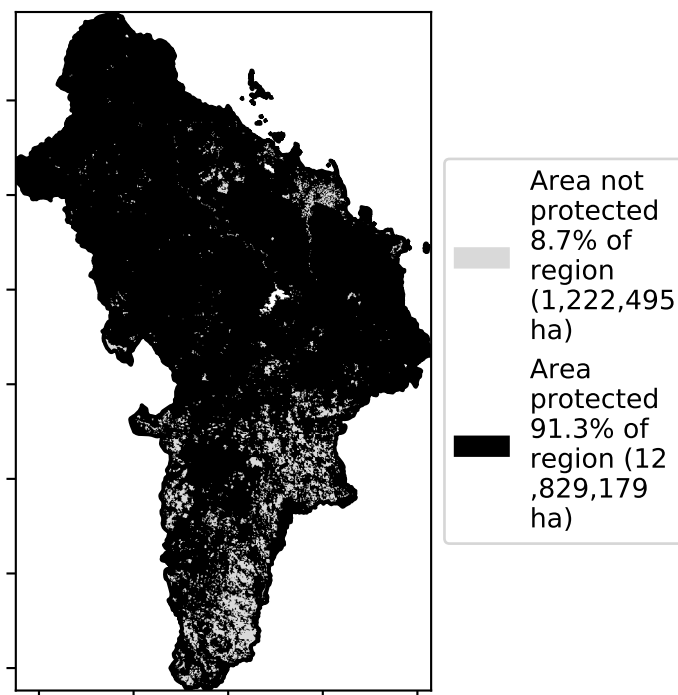 Area not
protected
8.7% of
region
(1,222,495
ha)
Area
protected
91.3% of
region (12
,829,179
ha)